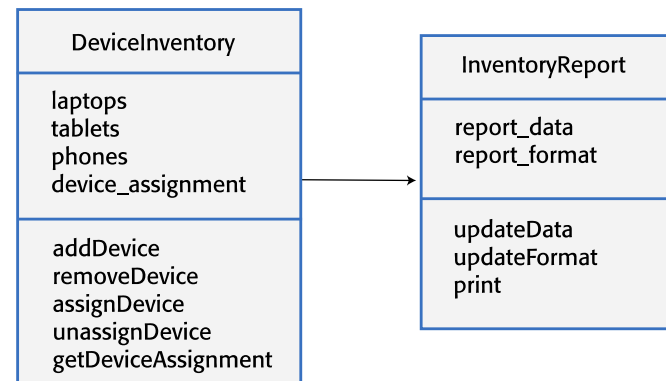 DeviceInventory
laptops
tablets
phones
device_assignment
addDevice
removeDevice
assignDevice
unassignDevice
getDeviceAssignment
InventoryReport
report_data
report_format
updateData
updateFormat
print